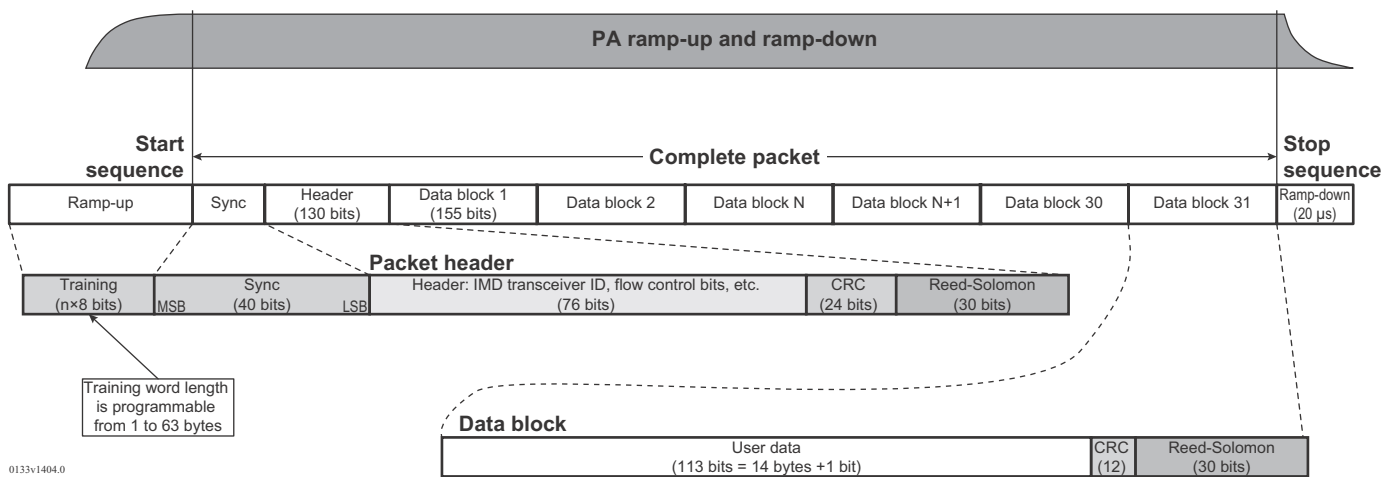 PA ramp-up and ramp-down
Start
sequence
Complete packet
Stop
sequence
Ramp-up
Sync
Header
(130 bits)
Data block 1
(155 bits)
Data block 2
Data block N
Data block N+1
Data block 30
Data block 31
Ramp-down
(20 µs)
Packet header
Training
(n×8 bits)
MSB
Sync
(40 bits)
LSB
Header: IMD transceiver ID, flow control bits, etc.
(76 bits)
CRC
(24 bits)
Reed-Solomon
(30 bits)
Training word length
is programmable
from 1 to 63 bytes
Data block
User data
(113 bits = 14 bytes +1 bit)
CRC
(12)
Reed-Solomon
(30 bits)
0133v1404.0